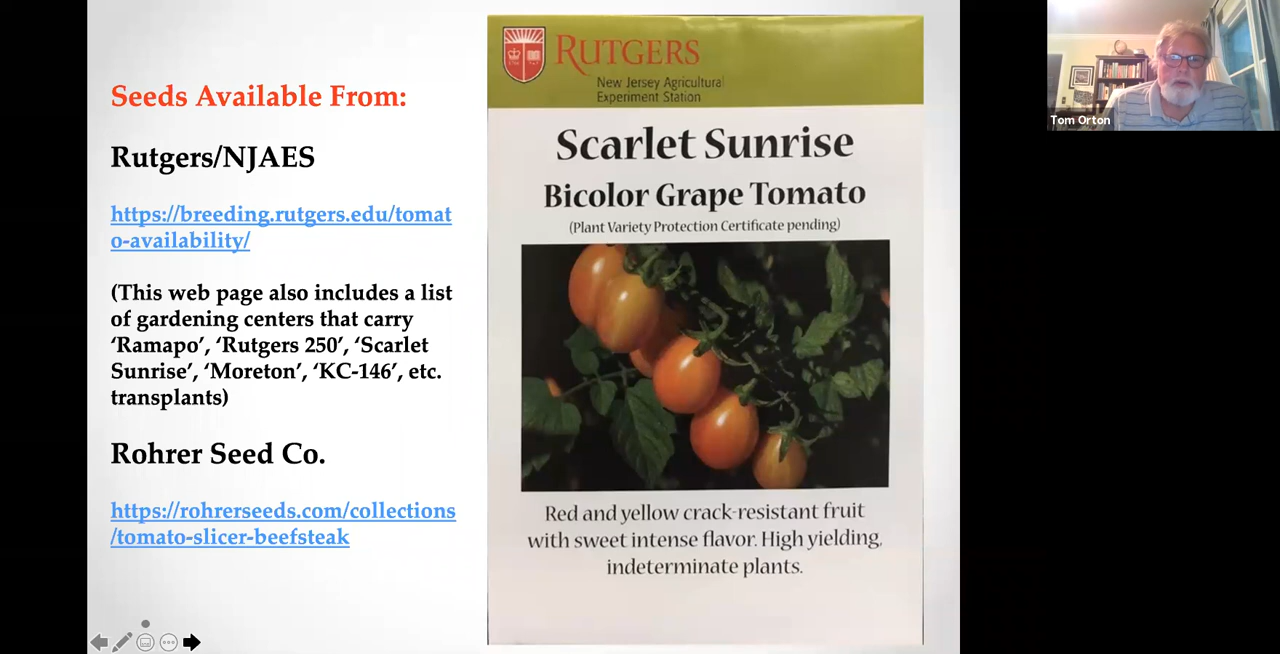 Seeds Available From:
Rutgers/NJAES
https://breeding.rutgers.edu/tomat
o-availability/
(This web page also includes a list
of gardening centers that carry
‘Ramapo’, ‘Rutgers 250’, ‘Scarlet
Sunrise’, ‘Moreton’, ‘KC-146’, etc.
transplants)
Rohrer Seed Co.
https://rohrerseeds.com/collections
/tomato-slicer-beefsteak
RUTGERS
New Jersey Agricultural
Experiment Station
Scarlet Sunrise
Bicolor Grape Tomato
(Plant Variety Protection Certificate pending)
Red and yellow crack-resistant fruit
with sweet intense flavor. High yielding,
indeterminate plants.
Tom Orton